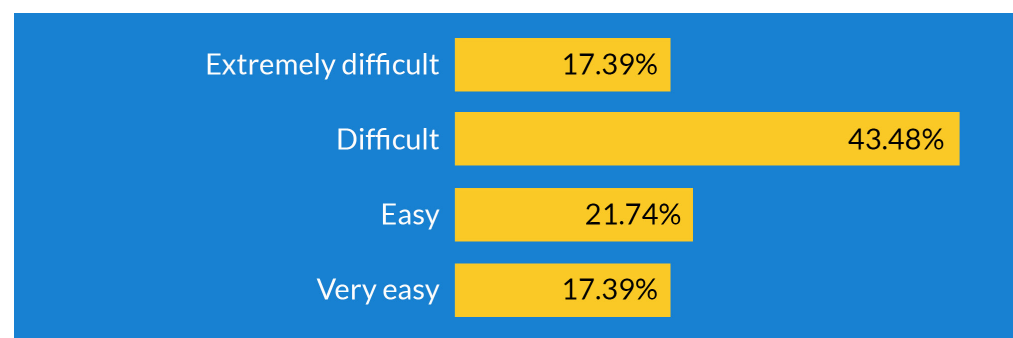 Extremely difficult 17.39%
Difficult 43.48%
Easy 21.74%
Very easy 17.39%